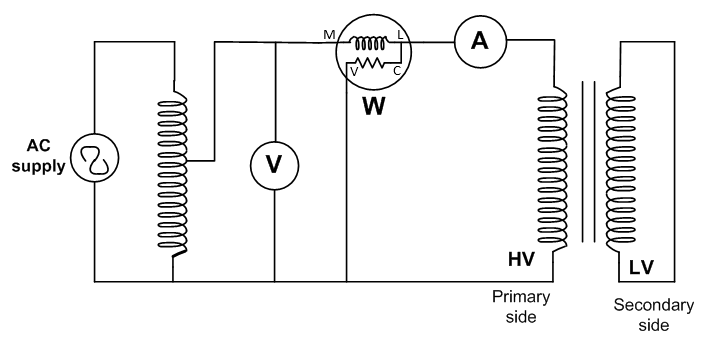 M
L
V
C
W
A
AC
supply
V
HV
LV
Primary
side
Secondary
side